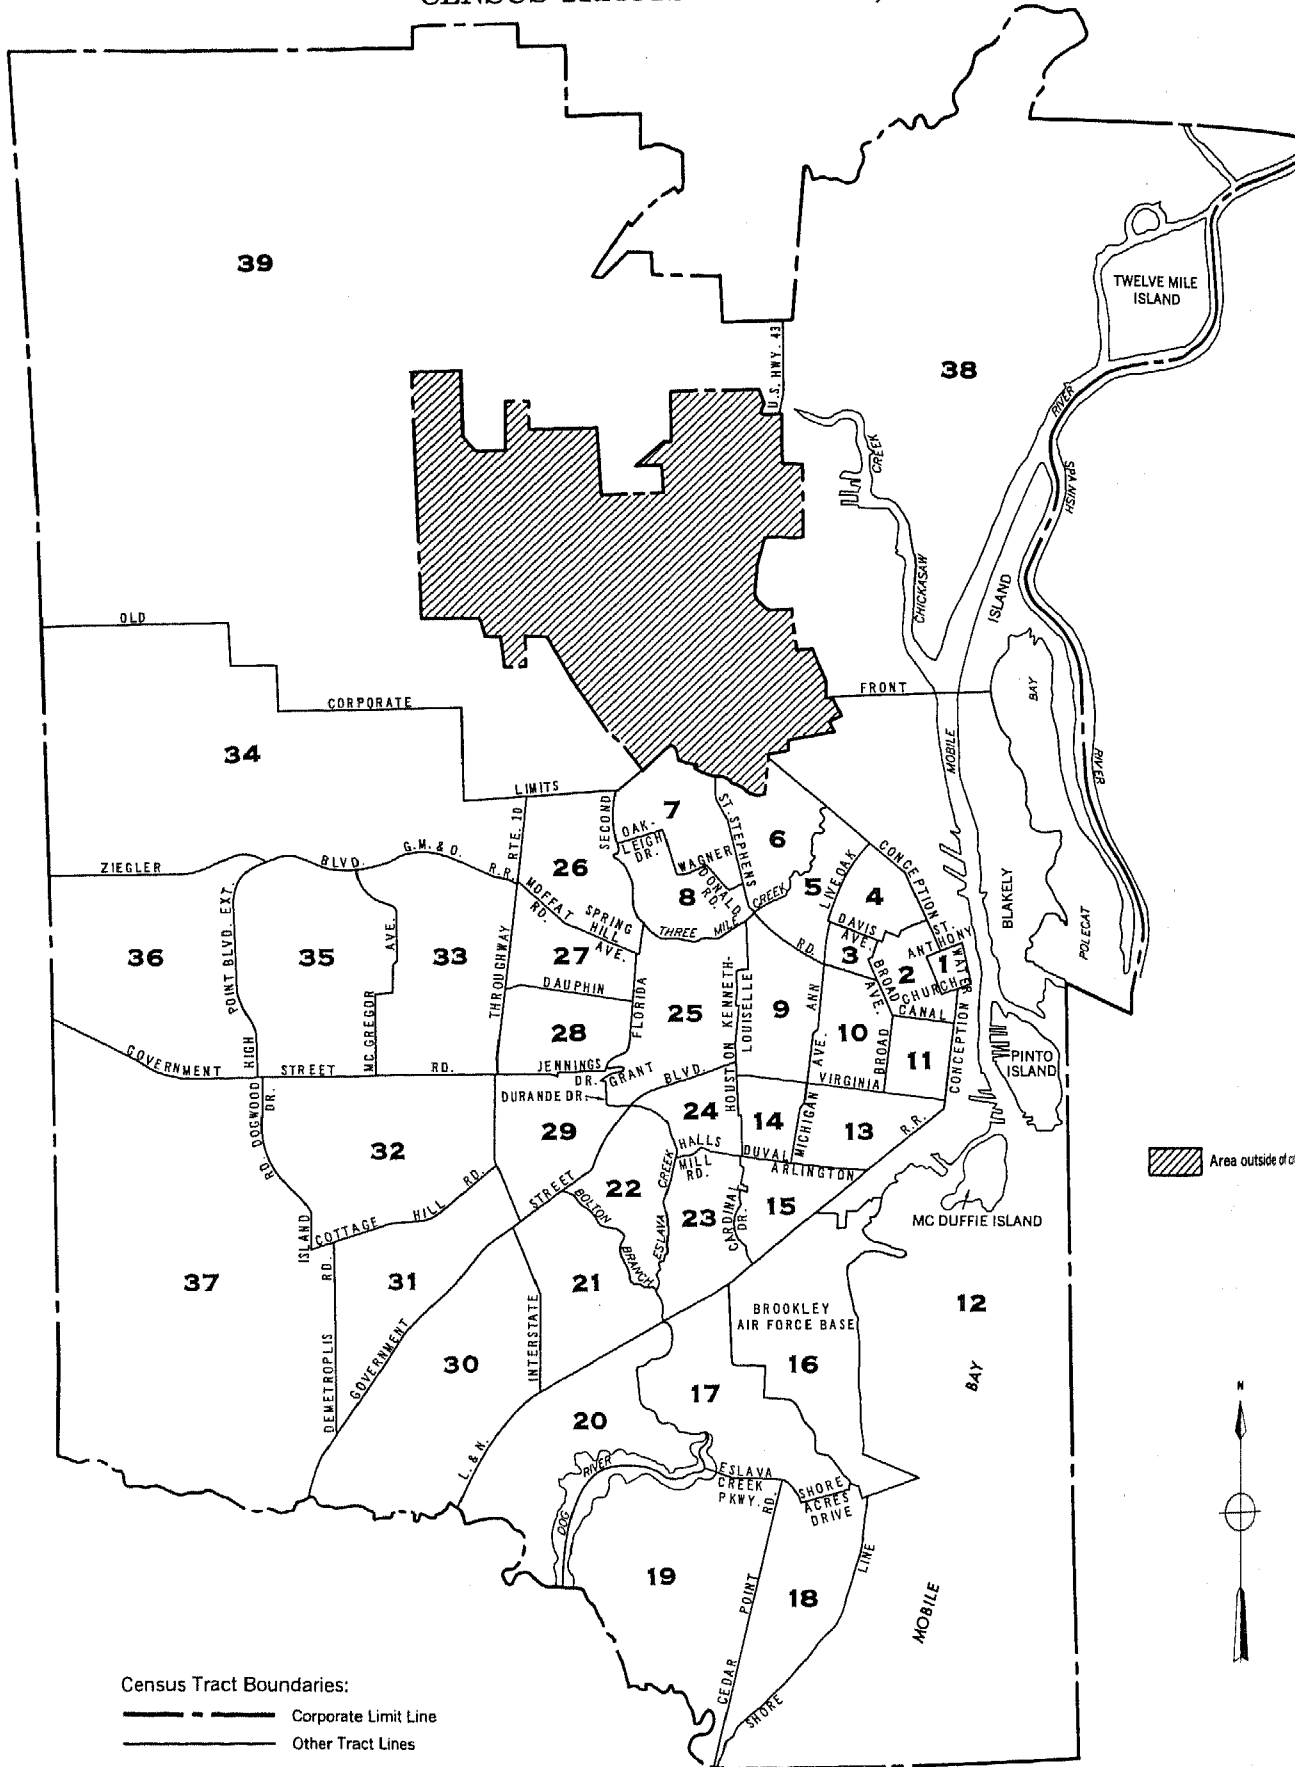 39
TWELVE MILE
ISLAND
U.S. HWY. 43
38
RIVER
CREEK
SPANISH
CHICKASAW
ISLAND
OLD
BAY
FRONT
CORPORATE
MOBILE
34
RIVER
LIMITS
7
SECOND
OAK-
LEIGH
DR.
ST. STEPHENS
6
RTE. 10
G.M. & O.
R.R.
BLVD.
ZIEGLER
WAGNER
DONALD
RD.
26
8
CREEK
5
LIVEOAK
4
CONCEPTION
ST.
MOFFAT
RD.
SPRING
HILL
AVE.
THREE MILE
RD.
DAVIS
AVE.
ANTHONY
BLAKELY
POLECAT
POINT BLVD. EXT.
AVE.
36
35
33
27
3
2
1
WATER
BROAD
AVE.
CHURCH
THROUGHWAY
DAUPHIN
FLORIDA
25
KENNETH-
LOUISELLE
9
ANN
CANAL
MC GREGOR
28
10
BROAD
11
CONCEPTION
PINTO
ISLAND
GOVERNMENT
HIGH
STREET
RD.
JENNINGS
DR.
GRANT
BLVD.
HOUSTON
AVE.
VIRGINIA
DURANDE DR.
DOGWOOD
DR.
24
14
MICHIGAN
13
R.R.
29
32
RD.
HALLS
MILL
RD.
DUVAL
ARLINGTON
Area outside of
RD.
22
CREEK
STREET
BOLTON
BRANCH
ESLAVA
23
CARDINAL
DR.
15
MC DUFFIE ISLAND
COTTAGE HILL
ISLAND
RD.
37
31
21
12
BROOKLEY
AIR FORCE BASE
INTERSTATE
30
16
BAY
DEMETROPLIS
GOVERNMENT
17
N
20
L. & N.
RIVER
DOG
ESLAVA
CREEK
PKWY.
RD.
SHORE
ACRES
DRIVE
LINE
19
18
POINT
MOBILE
CEDAR
SHORE
Census Tract Boundaries:
Corporate Limit Line
Other Tract Lines